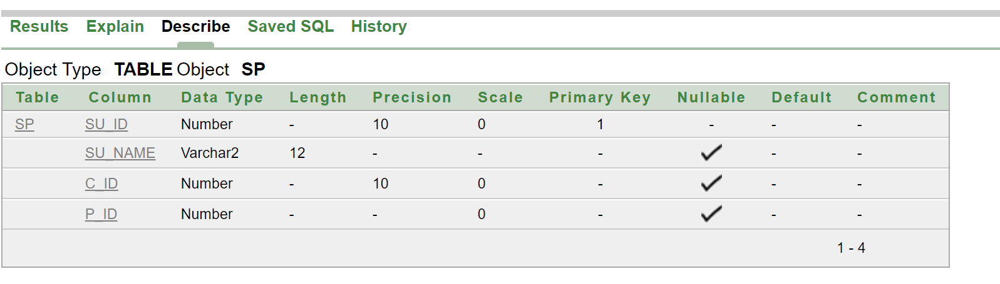 Results Explain Describe Saved SQL History
Object Type TABLE Object SP
Table Column Data Type Length Precision Scale Primary Key Nullable Default Comment
SP SU_ID Number - 10 0 1 - - -
SU_NAME Varchar2 12 - - - - -
C_ID Number - 10 0 - - -
P_ID Number - - 0 - - -
1 - 4